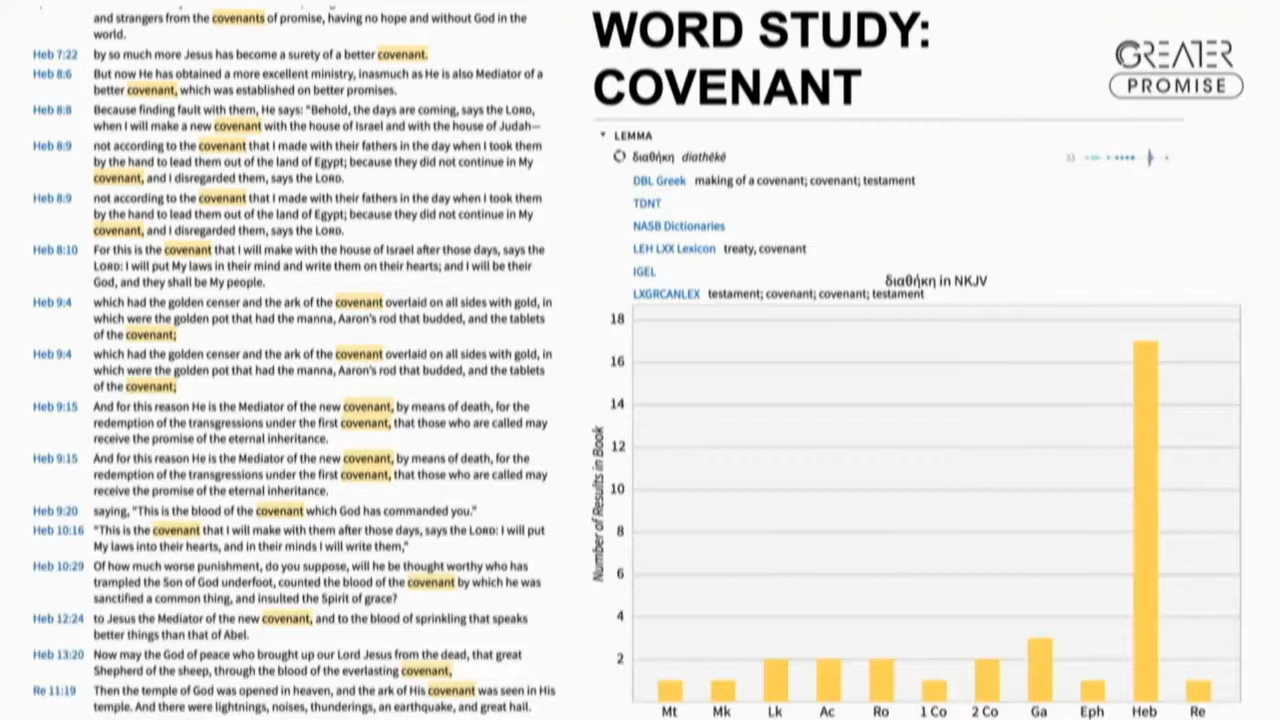 and strangers from the covenants of promise, having no hope and without God in the
world.
Heb 7:22 by so much more Jesus has become a surety of a better covenant.
Heb 8:6 But now He has obtained a more excellent ministry, inasmuch as He is also Mediator of a
better covenant, which was established on better promises.
Heb 8:8 Because finding fault with them, He says: "Behold, the days are coming, says the LORD,
when I will make a new covenant with the house of Israel and with the house of Judah—
Heb 8:9 not according to the covenant that I made with their fathers in the day when I took them
by the hand to lead them out of the land of Egypt; because they did not continue in My
covenant, and I disregarded them, says the LORD.
Heb 8:9 not according to the covenant that I made with their fathers in the day when I took them
by the hand to lead them out of the land of Egypt; because they did not continue in My
covenant, and I disregarded them, says the LORD.
Heb 8:10 For this is the covenant that I will make with the house of Israel after those days, says the
LORD: I will put My laws in their mind and write them on their hearts; and I will be their
God, and they shall be My people.
Heb 9:4 which had the golden censer and the ark of the covenant overlaid on all sides with gold, in
which were the golden pot that had the manna, Aaron's rod that budded, and the tablets
of the covenant;
Heb 9:4 which had the golden censer and the ark of the covenant overlaid on all sides with gold, in
which were the golden pot that had the manna, Aaron's rod that budded, and the tablets
of the covenant;
Heb 9:15 And for this reason He is the Mediator of the new covenant, by means of death, for the
redemption of the transgressions under the first covenant, that those who are called may
receive the promise of the eternal inheritance.
Heb 9:15 And for this reason He is the Mediator of the new covenant, by means of death, for the
redemption of the transgressions under the first covenant, that those who are called may
receive the promise of the eternal inheritance.
Heb 9:20 saying, "This is the blood of the covenant which God has commanded you."
Heb 10:16 "This is the covenant that I will make with them after those days, says the LORD: I will put
My laws into their hearts, and in their minds I will write them,"
Heb 10:29 Of how much worse punishment, do you suppose, will he be thought worthy who has
trampled the Son of God underfoot, counted the blood of the covenant by which he was
sanctified a common thing, and insulted the Spirit of grace?
Heb 12:24 to Jesus the Mediator of the new covenant, and to the blood of sprinkling that speaks
better things than that of Abel.
Heb 13:20 Now may the God of peace who brought up our Lord Jesus from the dead, that great
Shepherd of the sheep, through the blood of the everlasting covenant,
Re 11:19 Then the temple of God was opened in heaven, and the ark of His covenant was seen in His
temple. And there were lightnings, noises, thunderings, an earthquake, and great hail.
WORD STUDY:
COVENANT
GREATER
PROMISE
LEMMA
διαθήκη diathēkē
DBL Greek making of a covenant; covenant; testament
TDNT
NASB Dictionaries
LEH LXX Lexicon treaty, covenant
IGEL
LXGRCANLEX testament; covenant; covenant; testament
διαθήκη in NKJV
Number of Results in Book
18
16
14
12
10
8
6
4
2
Mt Mk Lk Ac Ro 1 Co 2 Co Ga Eph Heb Re